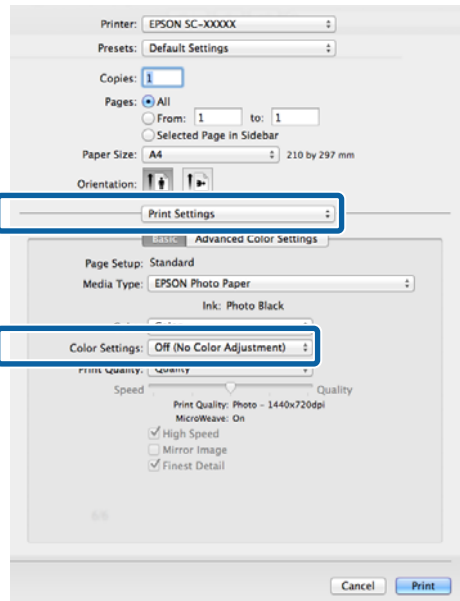 Printer: EPSON SC-XXXXX
Presets: Default Settings
Copies: 1
Pages: All
From: 1 to: 1
Selected Page in Sidebar
Paper Size: A4 210 by 297 mm
Orientation:
Print Settings
Basic Advanced Color Settings
Page Setup: Standard
Media Type: EPSON Photo Paper
Ink: Photo Black
Color Settings: Off (No Color Adjustment)
Print Quality: Quality
Speed Quality
Print Quality: Photo - 1440x720dpi
MicroWeave: On
High Speed
Mirror Image
Finest Detail
Cancel Print